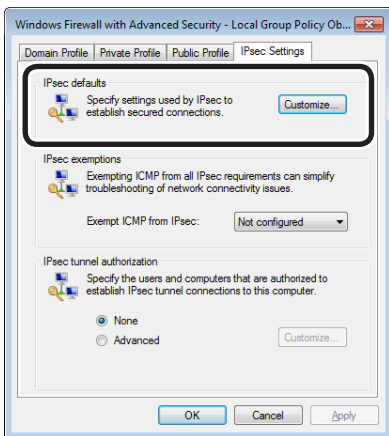 Windows Firewall with Advanced Security - Local Group Policy Ob...
Domain Profile Private Profile Public Profile IPsec Settings
IPsec defaults
Specify settings used by IPsec to
establish secured connections.
Customize...
IPsec exemptions
Exempting ICMP from all IPsec requirements can simplify
troubleshooting of network connectivity issues.
Exempt ICMP from IPsec: Not configured
IPsec tunnel authorization
Specify the users and computers that are authorized to
establish IPsec tunnel connections to this computer.
None
Advanced Customize...
OK Cancel Apply